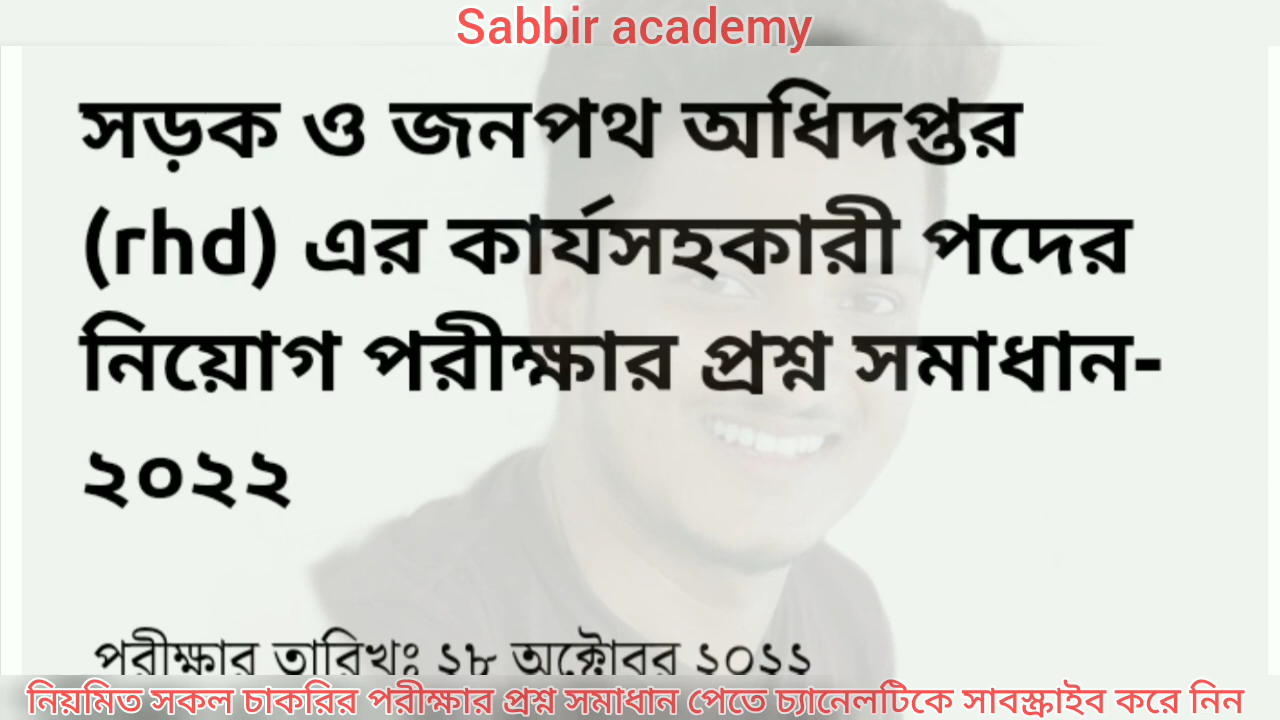 Sabbir academy
সড়ক ও জনপথ অধিদপ্তর
(rhd) এর কার্যসহকারী পদের
নিয়োগ পরীক্ষার প্রশ্ন সমাধান-
২০২২
পরীক্ষার তারিখঃ ২৮ অক্টোবর ২০২২
নিয়মিত সকল চাকরির পরীক্ষার প্রশ্ন সমাধান পেতে চ্যানেলটিকে সাবস্ক্রাইব করে নিন